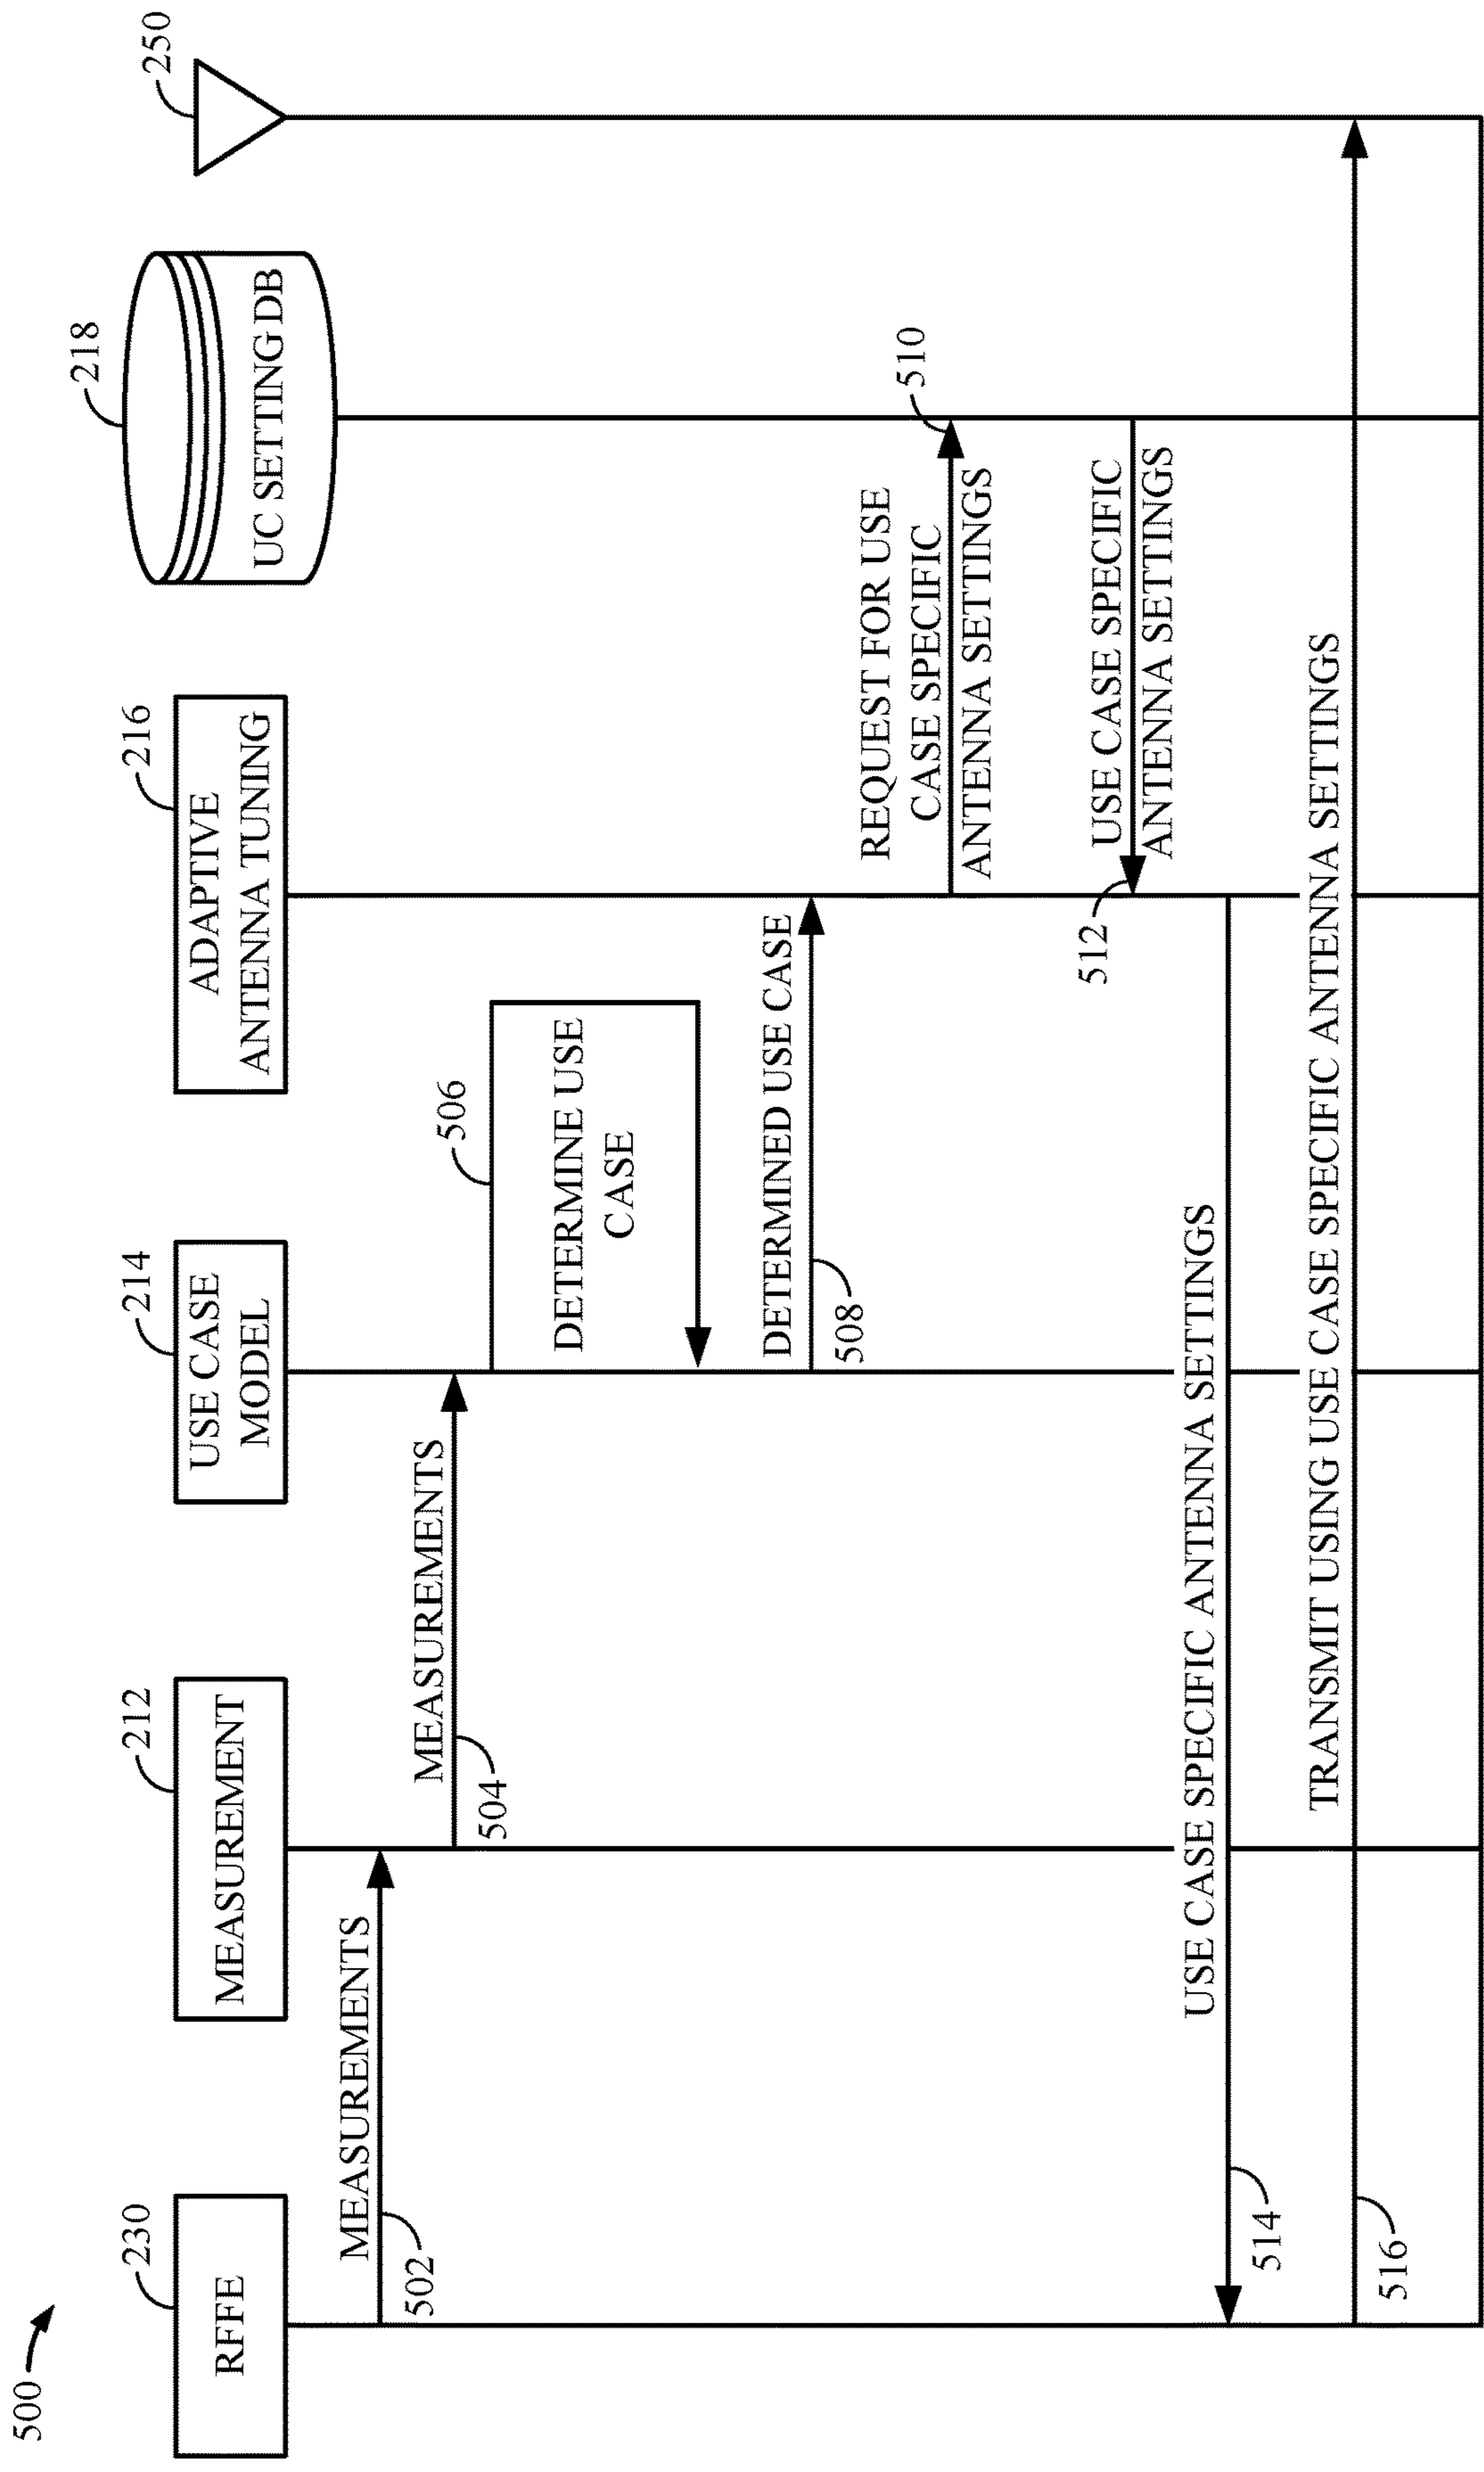 500
230
RFFE
212
MEASUREMENT
214
USE CASE
MODEL
216
ADAPTIVE
ANTENNA TUNING
218
UC SETTING DB
250
MEASUREMENTS
502
MEASUREMENTS
504
506
DETERMINE USE
CASE
DETERMINED USE CASE
508
REQUEST FOR USE
CASE SPECIFIC
ANTENNA SETTINGS
510
USE CASE SPECIFIC
ANTENNA SETTINGS
512
USE CASE SPECIFIC ANTENNA SETTINGS
514
TRANSMIT USING USE CASE SPECIFIC ANTENNA SETTINGS
516